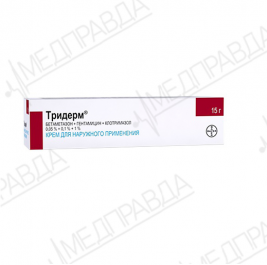 МЕДПРАВДА
Тридерм®
БЕТАМЕТАЗОН • ГЕНТАМИЦИН • КЛОТРИМАЗОЛ
0,05 % + 0,1% + 1 %
КРЕМ ДЛЯ НАРУЖНОГО ПРИМЕНЕНИЯ
15 г